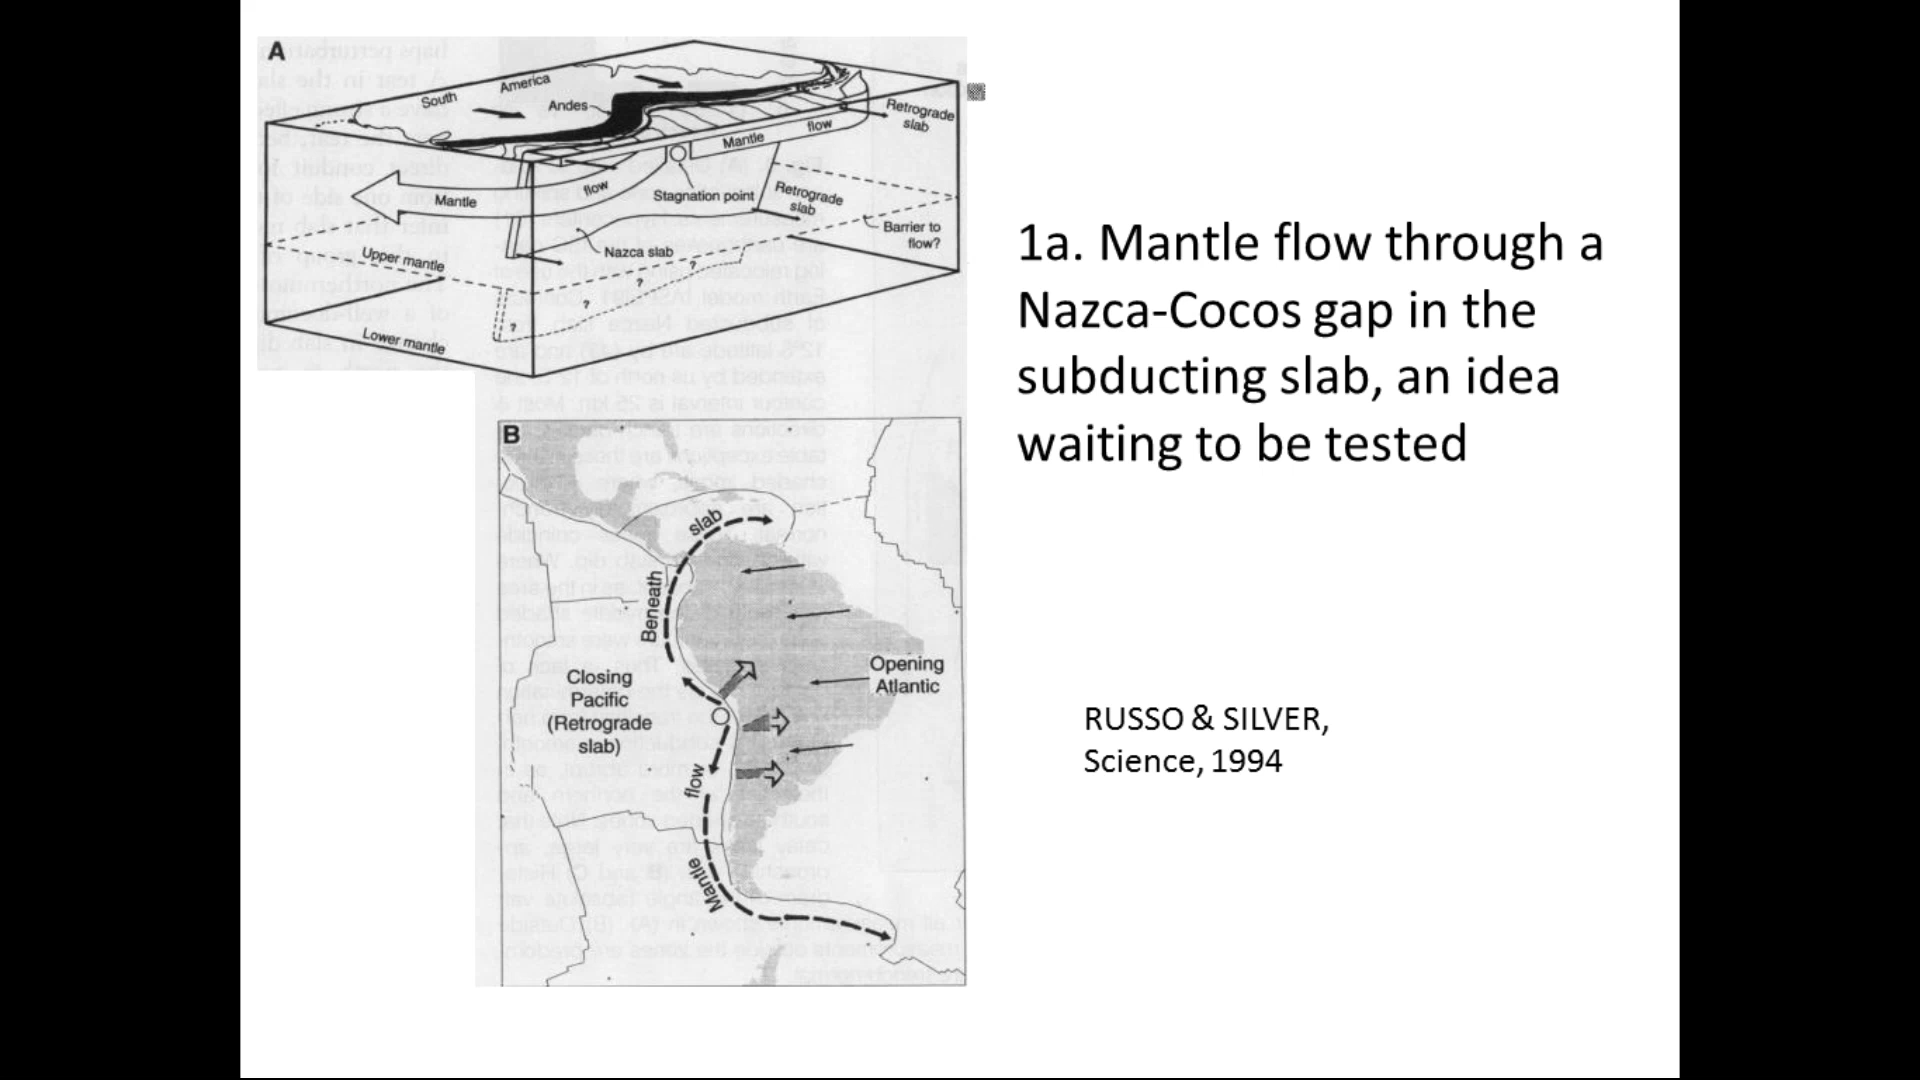 A
South
America
Andes
Retrograde
slab
Mantle
flow
flow
Mantle
Stagnation point
Retrograde
slab
Barrier to
flow?
Nazca slab
Upper mantle
?
?
?
?
Lower mantle
1a. Mantle flow through a
Nazca-Cocos gap in the
subducting slab, an idea
waiting to be tested
B
slab
Beneath
Opening
Atlantic
Closing
Pacific
(Retrograde
slab)
flow
Mantle
RUSSO & SILVER,
Science, 1994